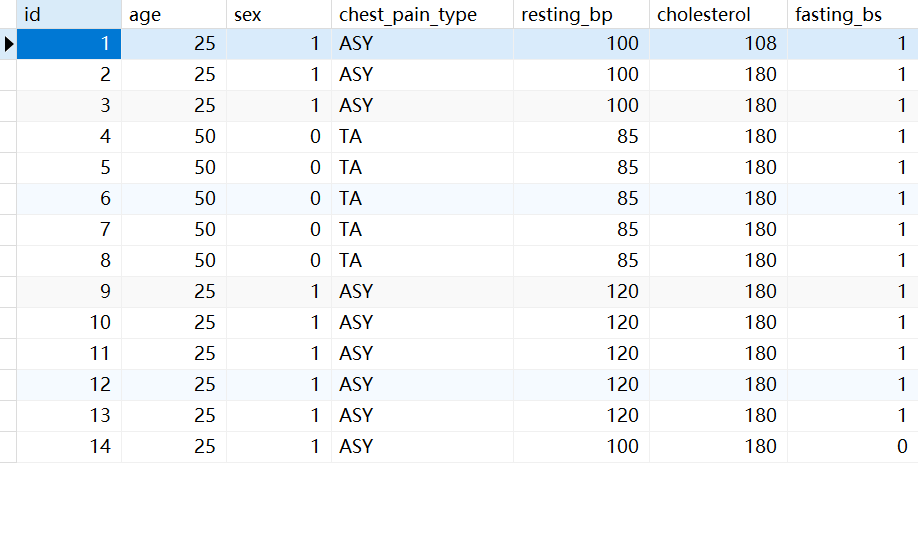 id age sex chest_pain_type resting_bp cholesterol fasting_bs
1 25 1 ASY 100 108 1
2 25 1 ASY 100 180 1
3 25 1 ASY 100 180 1
4 50 0 TA 85 180 1
5 50 0 TA 85 180 1
6 50 0 TA 85 180 1
7 50 0 TA 85 180 1
8 50 0 TA 85 180 1
9 25 1 ASY 120 180 1
10 25 1 ASY 120 180 1
11 25 1 ASY 120 180 1
12 25 1 ASY 120 180 1
13 25 1 ASY 120 180 1
14 25 1 ASY 100 180 0